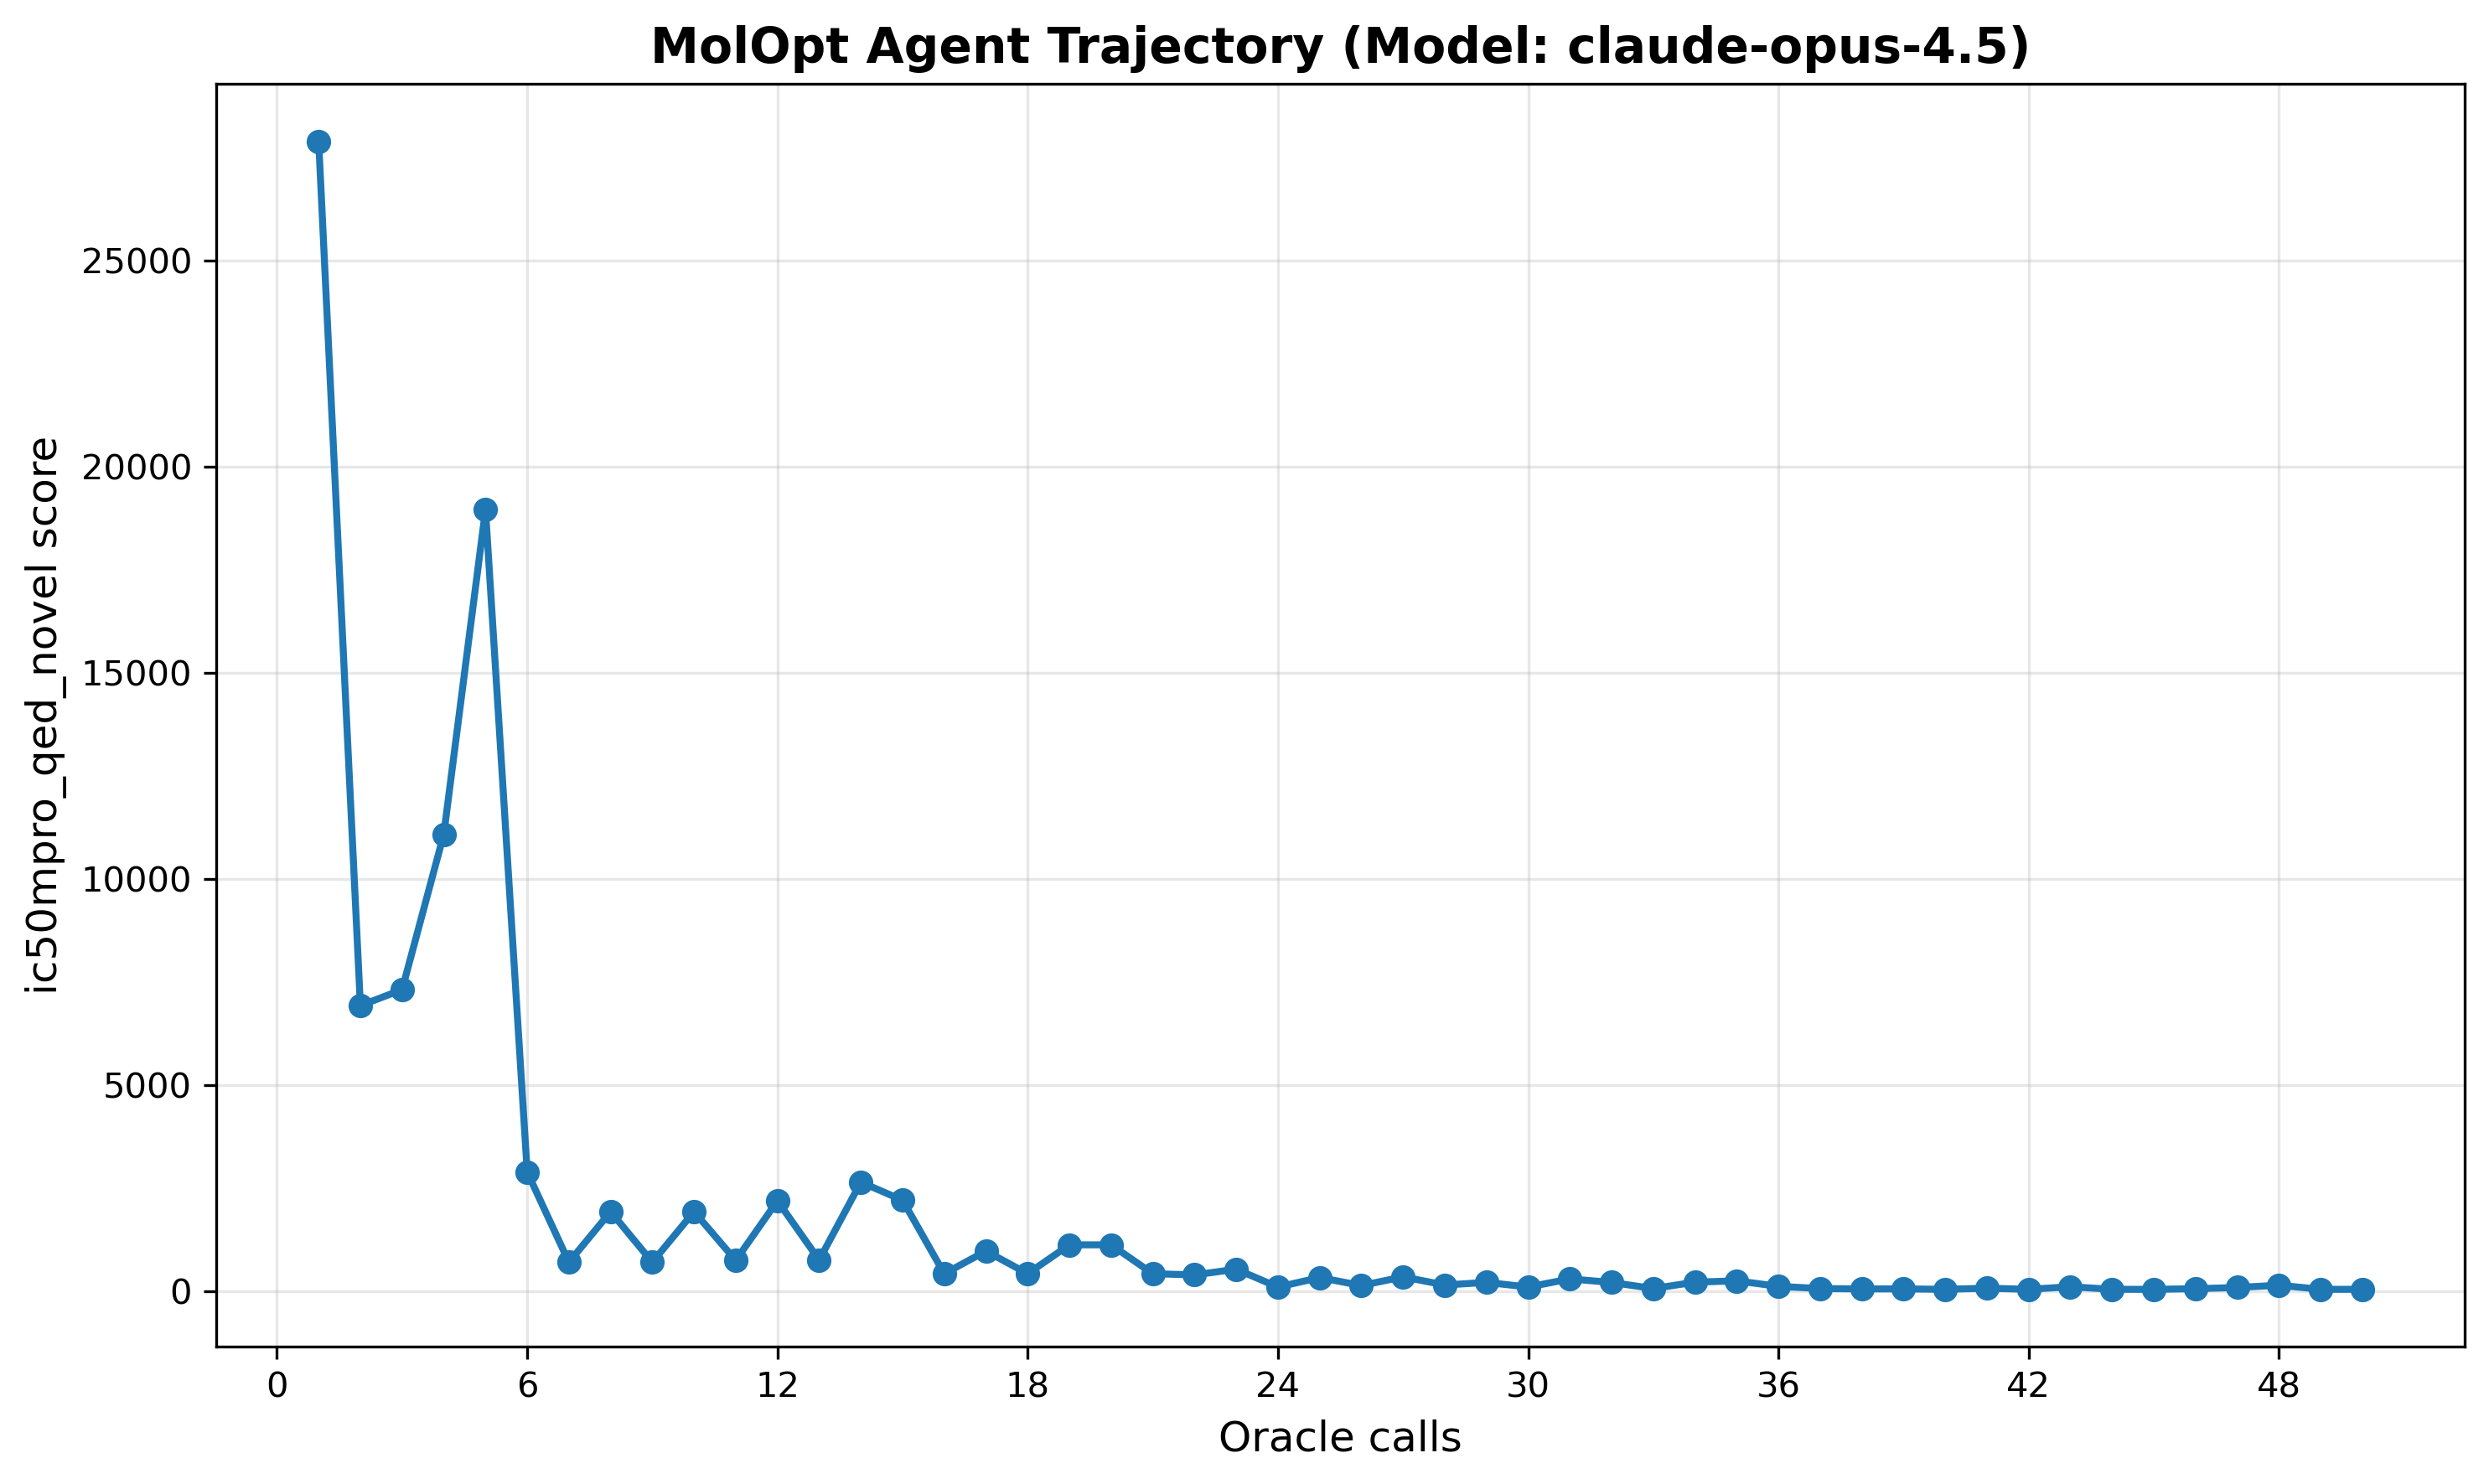 MolOpt Agent Trajectory (Model: claude-opus-4.5)
ic50mpro_qed_novel score
25000
20000
15000
10000
5000
0
0 6 12 18 24 30 36 42 48
Oracle calls